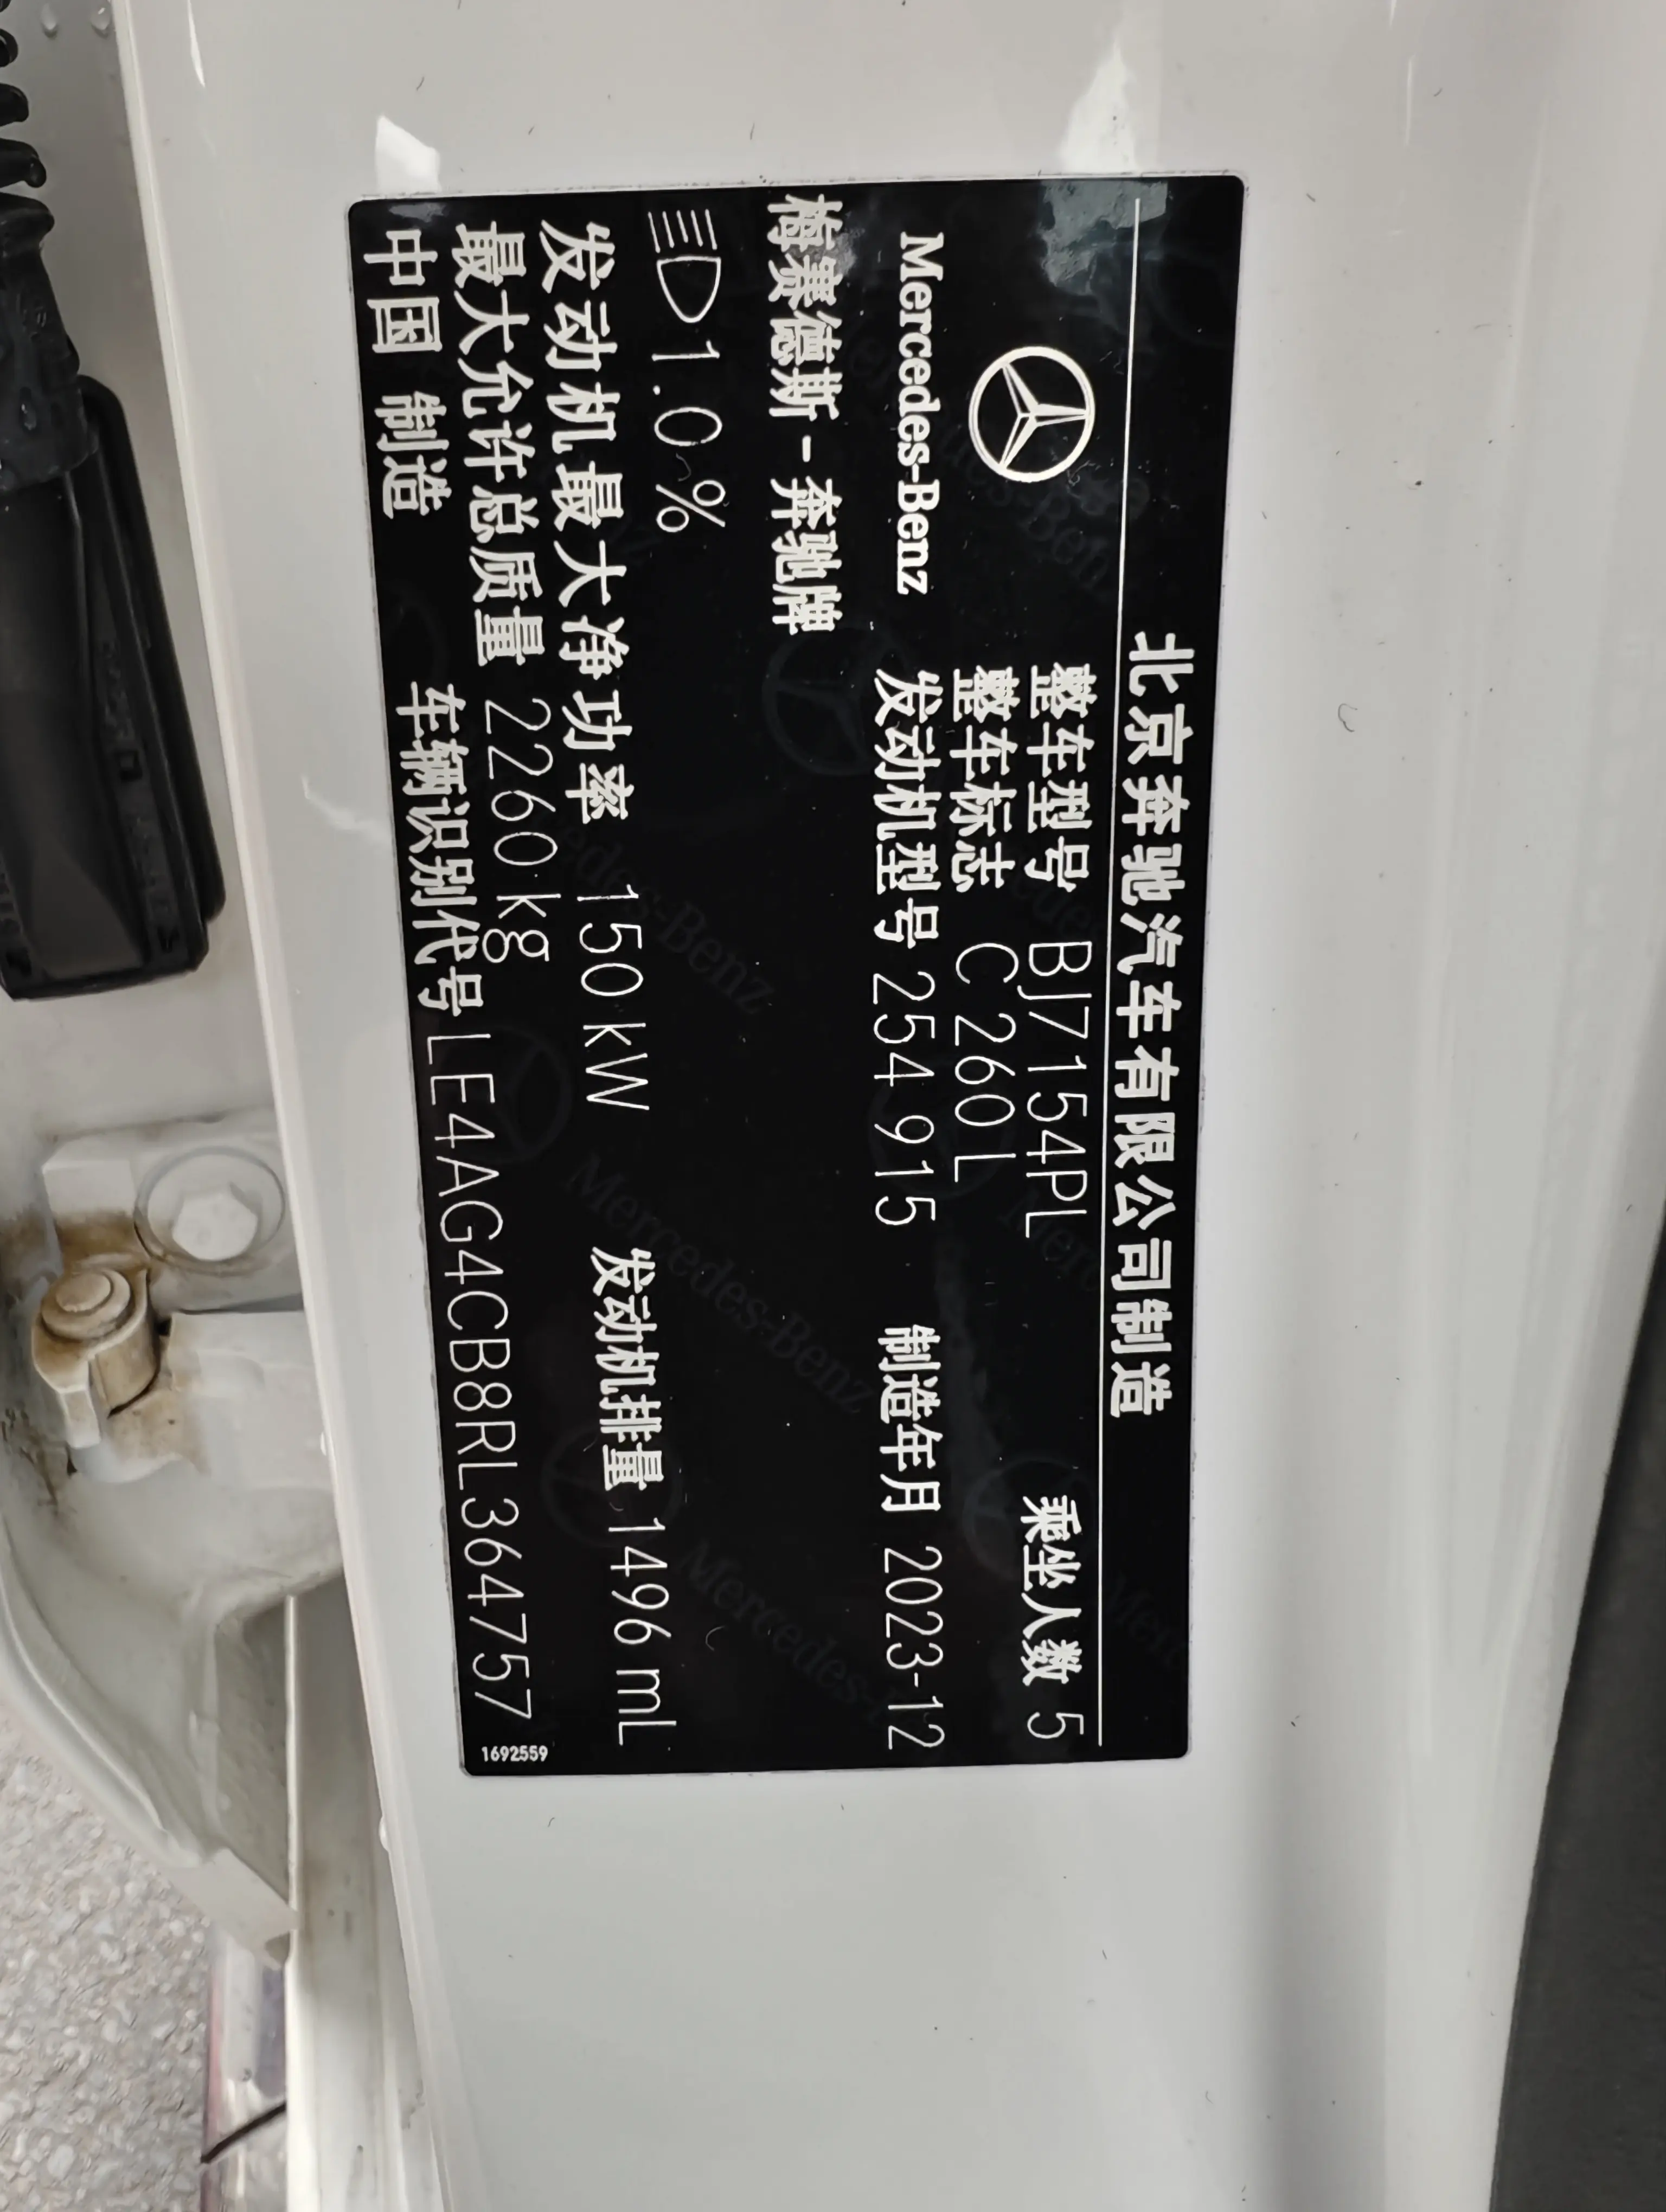 北京奔驰汽车有限公司制造
整车型号 BJ7154PL 乘坐人数 5
整车标志 C 260 L
Mercedes-Benz 发动机型号 254 915 制造年月 2023-12
梅赛德斯-奔驰牌
1.0%
发动机最大净功率 150 kW 发动机排量 1496 mL
最大允许总质量 2260 kg
中国 制造 车辆识别代号 LE4AG4CB8RL364757
1692559